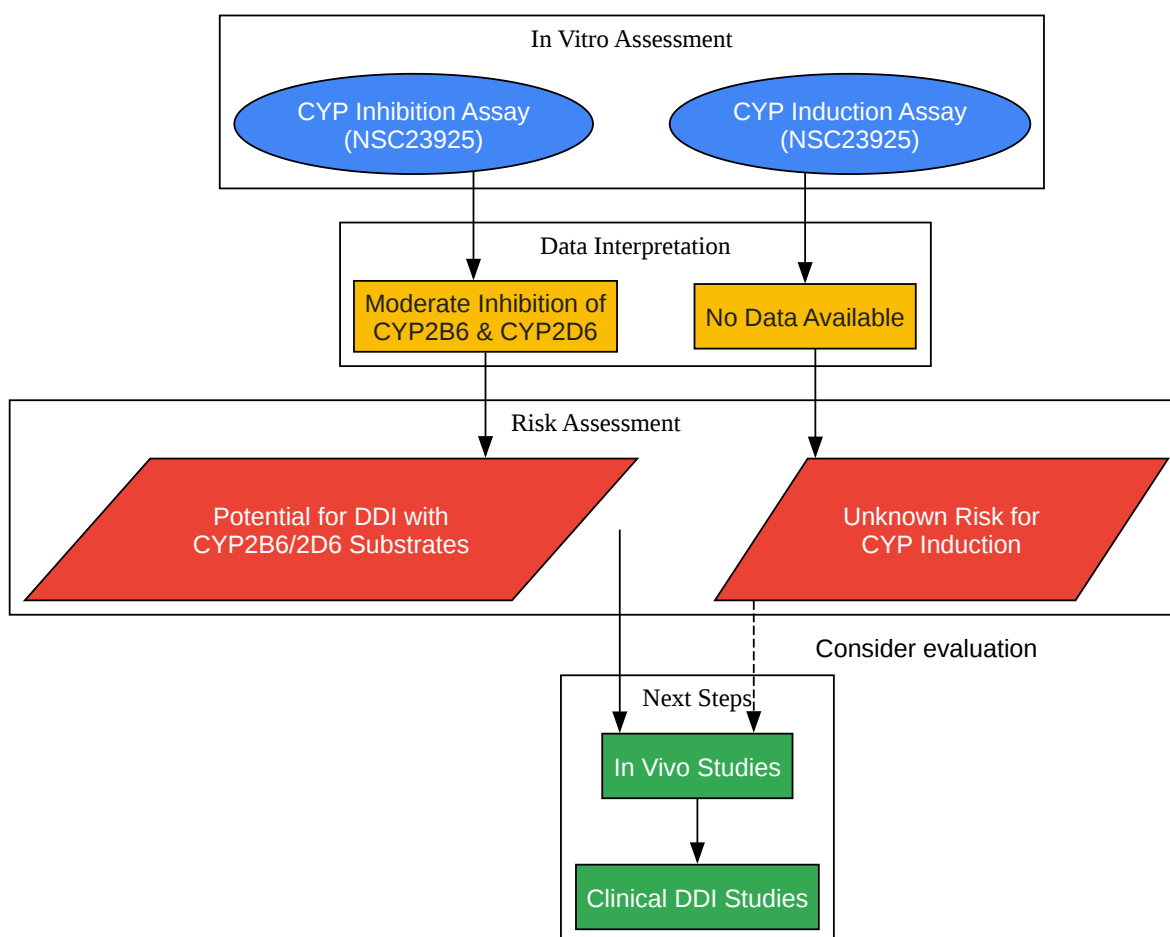 In Vitro Assessment
CYP Inhibition Assay
(NSC23925)
CYP Induction Assay
(NSC23925)
Data Interpretation
Moderate Inhibition of
CYP2B6 & CYP2D6
No Data Available
Risk Assessment
Potential for DDI with
CYP2B6/2D6 Substrates
Unknown Risk for
CYP Induction
Consider evaluation
Next Steps
In Vivo Studies
Clinical DDI Studies